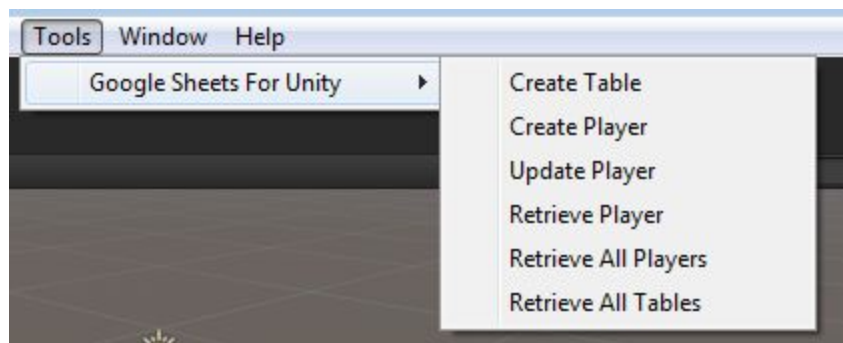 Tools Window Help
Google Sheets For Unity
Create Table
Create Player
Update Player
Retrieve Player
Retrieve All Players
Retrieve All Tables